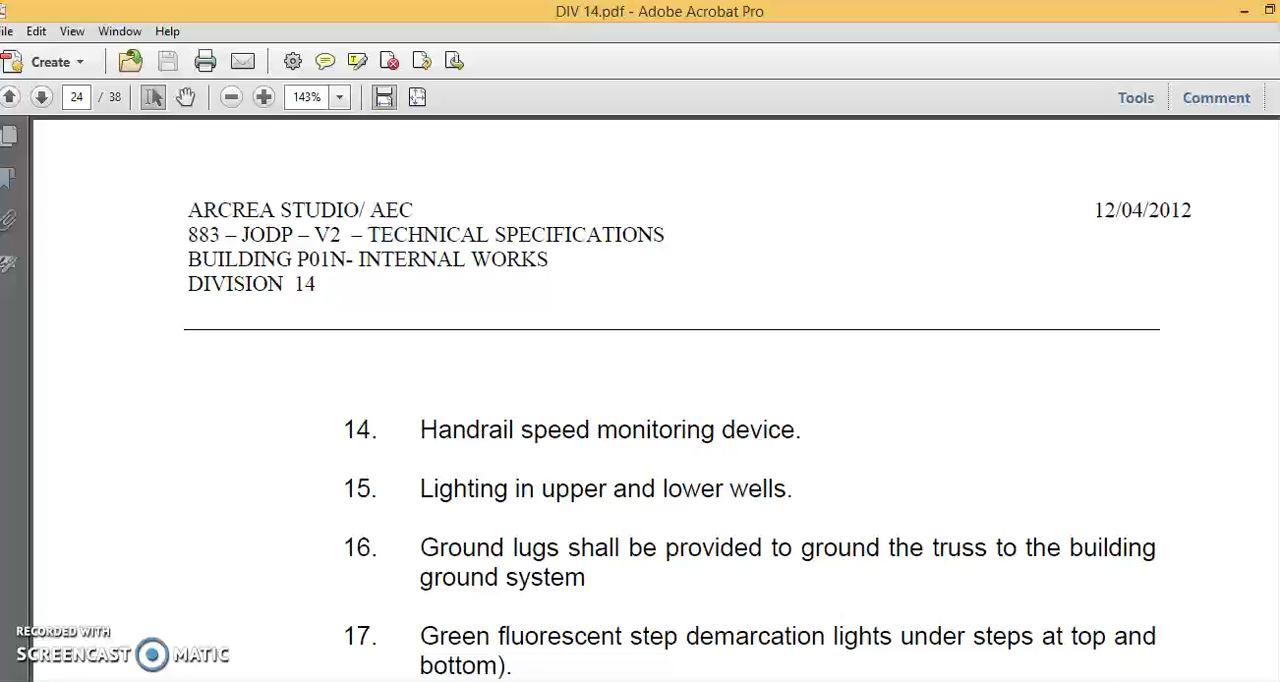 DIV 14.pdf - Adobe Acrobat Pro
ile Edit View Window Help
Create
24 / 38 143% Tools Comment
ARCREA STUDIO/ AEC 12/04/2012
883 – JODP – V2 – TECHNICAL SPECIFICATIONS
BUILDING P01N- INTERNAL WORKS
DIVISION 14
14. Handrail speed monitoring device.
15. Lighting in upper and lower wells.
16. Ground lugs shall be provided to ground the truss to the building
ground system
17. Green fluorescent step demarcation lights under steps at top and
bottom).
RECORDED WITH
SCREENCAST MATIC